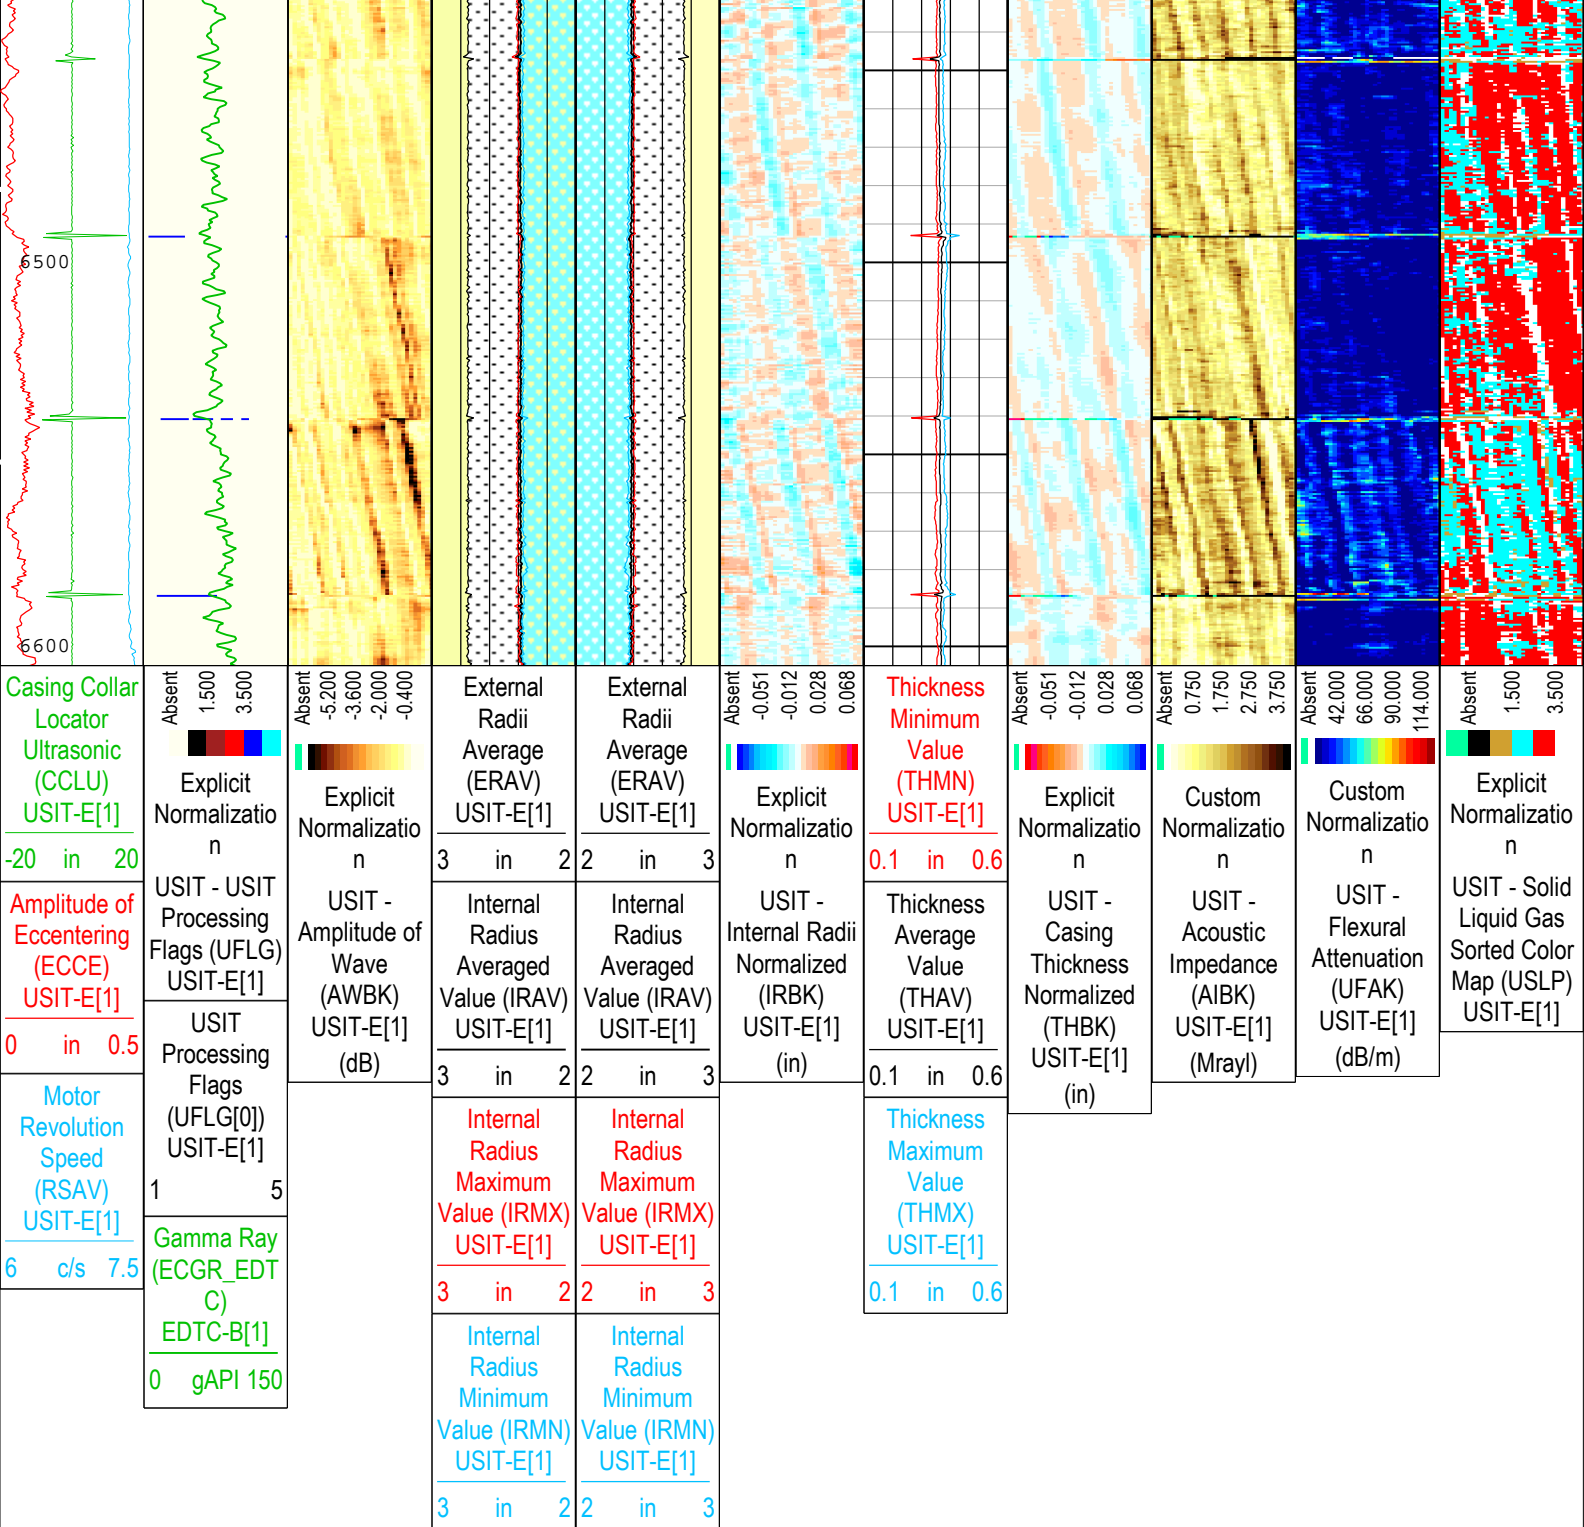 6500
6600
Casing Collar
Locator
Ultrasonic
(CCLU)
USIT-E[1]
-20 in 20
Amplitude of
Eccentering
(ECCE)
USIT-E[1]
0 in 0.5
Motor
Revolution
Speed
(RSAV)
USIT-E[1]
6 c/s 7.5
Absent
1.500
3.500
Explicit
Normalizatio
n
USIT - USIT
Processing
Flags (UFLG)
USIT-E[1]
USIT
Processing
Flags
(UFLG[0])
USIT-E[1]
1 5
Gamma Ray
(ECGR_EDT
C)
EDTC-B[1]
0 gAPI 150
Absent
-5.200
-3.600
-2.000
-0.400
Explicit
Normalizatio
n
USIT -
Amplitude of
Wave
(AWBK)
USIT-E[1]
(dB)
External
Radii
Average
(ERAV)
USIT-E[1]
3 in 2
Internal
Radius
Averaged
Value (IRAV)
USIT-E[1]
3 in 2
Internal
Radius
Maximum
Value (IRMX)
USIT-E[1]
3 in 2
Internal
Radius
Minimum
Value (IRMN)
USIT-E[1]
3 in 2
External
Radii
Average
(ERAV)
USIT-E[1]
2 in 3
Internal
Radius
Averaged
Value (IRAV)
USIT-E[1]
2 in 3
Internal
Radius
Maximum
Value (IRMX)
USIT-E[1]
2 in 3
Internal
Radius
Minimum
Value (IRMN)
USIT-E[1]
2 in 3
Absent
-0.051
-0.012
0.028
0.068
Explicit
Normalizatio
n
USIT -
Internal Radii
Normalized
(IRBK)
USIT-E[1]
(in)
Thickness
Minimum
Value
(THMN)
USIT-E[1]
0.1 in 0.6
Thickness
Average
Value
(THAV)
USIT-E[1]
0.1 in 0.6
Thickness
Maximum
Value
(THMX)
USIT-E[1]
0.1 in 0.6
Absent
-0.051
-0.012
0.028
0.068
Explicit
Normalizatio
n
USIT -
Casing
Thickness
Normalized
(THBK)
USIT-E[1]
(in)
Absent
0.750
1.750
2.750
3.750
Custom
Normalizatio
n
USIT -
Acoustic
Impedance
(AIBK)
USIT-E[1]
(Mrayl)
Absent
42.000
66.000
90.000
114.000
Custom
Normalizatio
n
USIT -
Flexural
Attenuation
(UFAK)
USIT-E[1]
(dB/m)
Absent
1.500
3.500
Explicit
Normalizatio
n
USIT - Solid
Liquid Gas
Sorted Color
Map (USLP)
USIT-E[1]